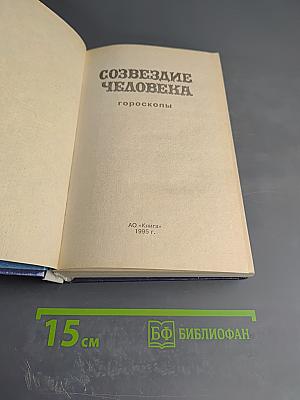 СОЗВЕЗДИЕ
ЧЕЛОВЕКА
гороскопы
АО «Книга»
1995 г.
15 см
БФ БИБЛИОФАН